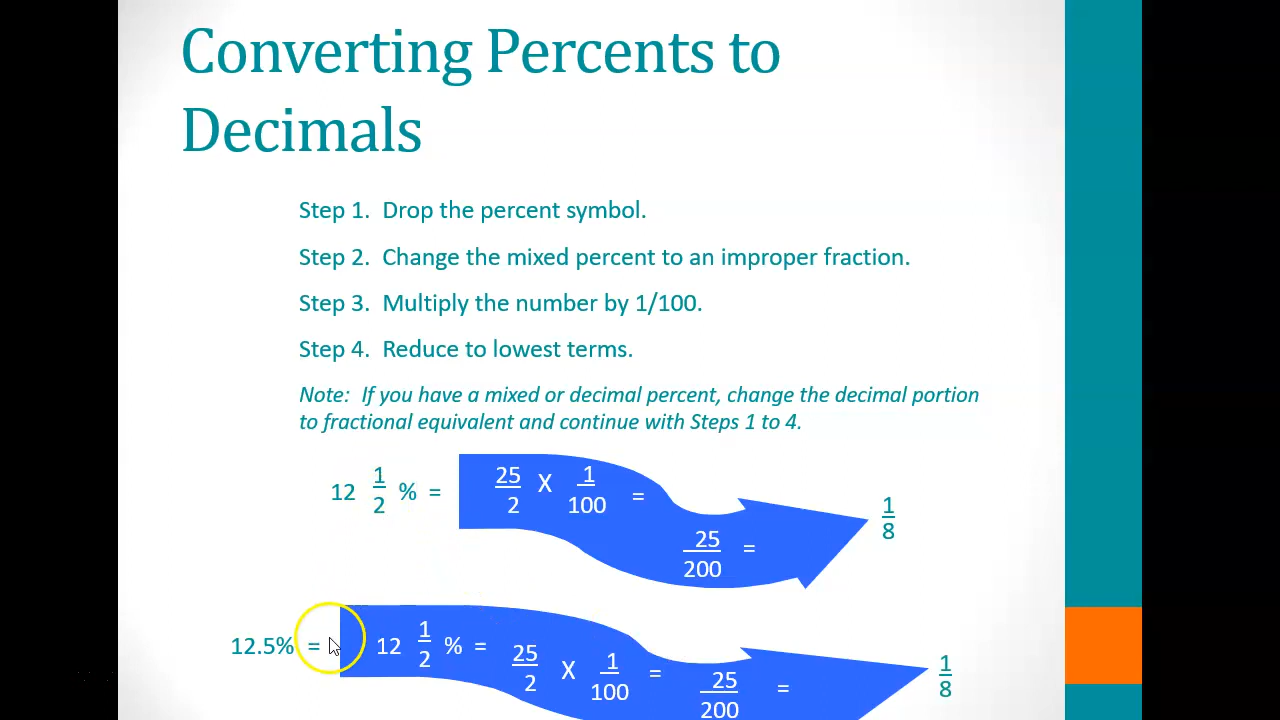 Converting Percents to
Decimals
Step 1. Drop the percent symbol.
Step 2. Change the mixed percent to an improper fraction.
Step 3. Multiply the number by 1/100.
Step 4. Reduce to lowest terms.
Note: If you have a mixed or decimal percent, change the decimal portion
to fractional equivalent and continue with Steps 1 to 4.
12 1/2 % = 25/2 X 1/100 =
25/200 = 1/8
12.5% = 12 1/2 % = 25/2 X 1/100 = 25/200 = 1/8